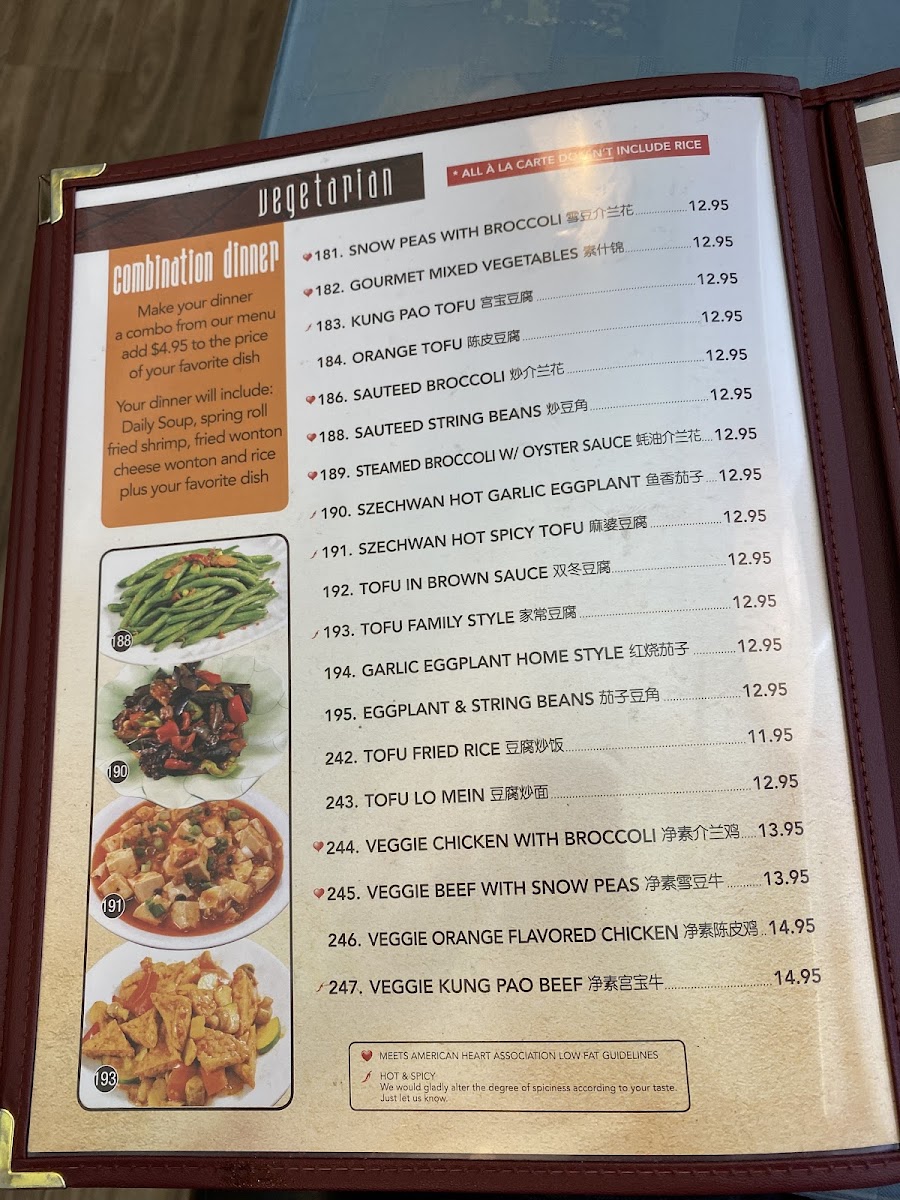 vegetarian
* ALL À LA CARTE DOESN'T INCLUDE RICE
combination dinner
Make your dinner
a combo from our menu
add $4.95 to the price
of your favorite dish
Your dinner will include:
Daily Soup, spring roll
fried shrimp, fried wonton
cheese wonton and rice
plus your favorite dish
188
190
191
193
181. SNOW PEAS WITH BROCCOLI 雪豆介兰花 12.95
182. GOURMET MIXED VEGETABLES 素什锦 12.95
183. KUNG PAO TOFU 宫宝豆腐 12.95
184. ORANGE TOFU 陈皮豆腐 12.95
186. SAUTEED BROCCOLI 炒介兰花 12.95
188. SAUTEED STRING BEANS 炒豆角 12.95
189. STEAMED BROCCOLI W/ OYSTER SAUCE 蚝油介兰花 12.95
190. SZECHWAN HOT GARLIC EGGPLANT 鱼香茄子 12.95
191. SZECHWAN HOT SPICY TOFU 麻婆豆腐 12.95
192. TOFU IN BROWN SAUCE 双冬豆腐 12.95
193. TOFU FAMILY STYLE 家常豆腐 12.95
194. GARLIC EGGPLANT HOME STYLE 红烧茄子 12.95
195. EGGPLANT & STRING BEANS 茄子豆角 12.95
242. TOFU FRIED RICE 豆腐炒饭 11.95
243. TOFU LO MEIN 豆腐炒面 12.95
244. VEGGIE CHICKEN WITH BROCCOLI 净素介兰鸡 13.95
245. VEGGIE BEEF WITH SNOW PEAS 净素雪豆牛 13.95
246. VEGGIE ORANGE FLAVORED CHICKEN 净素陈皮鸡 14.95
247. VEGGIE KUNG PAO BEEF 净素宫宝牛 14.95
MEETS AMERICAN HEART ASSOCIATION LOW FAT GUIDELINES
HOT & SPICY
We would gladly alter the degree of spiciness according to your taste.
Just let us know.